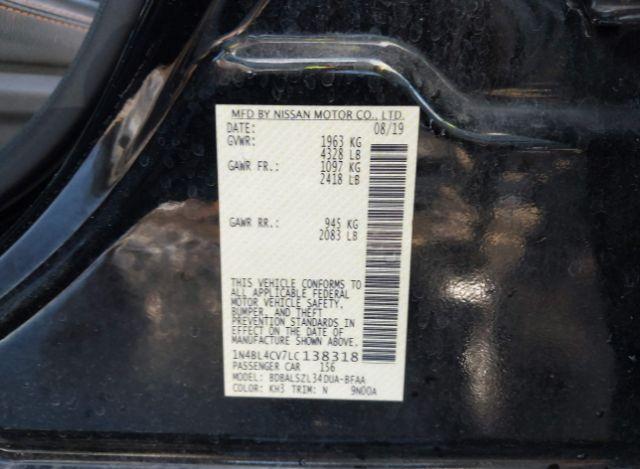 MFD BY NISSAN MOTOR CO., LTD.
DATE: 08/19
GVWR: 1963 KG
4328 LB
GAWR FR.: 1097 KG
2418 LB
GAWR RR.: 945 KG
2083 LB
THIS VEHICLE CONFORMS TO
ALL APPLICABLE FEDERAL
MOTOR VEHICLE SAFETY,
BUMPER, AND THEFT
PREVENTION STANDARDS IN
EFFECT ON THE DATE OF
MANUFACTURE SHOWN ABOVE.
1N4BL4CV7LC138318
PASSENGER CAR 156
MODEL: BDBALSZL34DUA-BFAA
COLOR: KH3 TRIM: N 9N00A